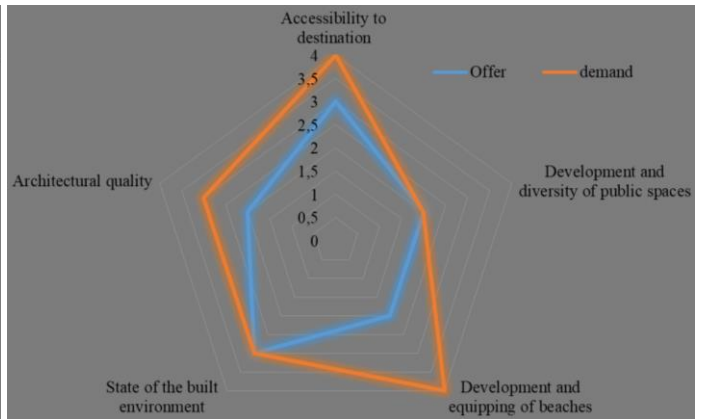 Accessibility to
destination
4
3,5
3
2,5
2
1,5
1
0,5
0
Offer
demand
Development and
diversity of public spaces
Architectural quality
State of the built
environment
Development and
equipping of beaches